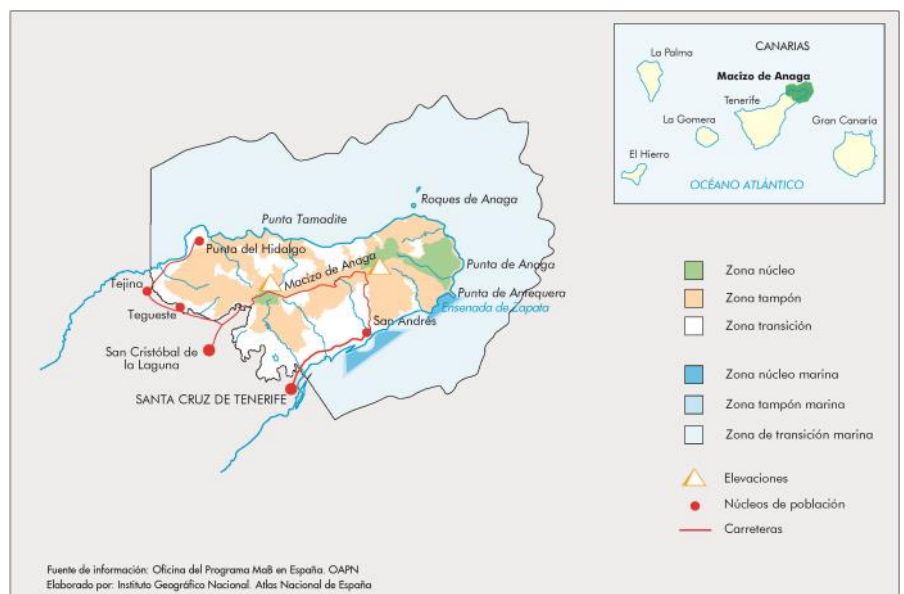 CANARIAS
La Palma
Macizo de Anaga
Tenerife
La Gomera
Gran Canaria
El Hierro
OCÉANO ATLÁNTICO
Roques de Anaga
Punta Tamadite
Punta del Hidalgo
Macizo de Anaga
Punta de Anaga
Tejina
Punta de Antequera
Ensenada de Zapata
Tegueste
San Andrés
San Cristóbal de
la Laguna
SANTA CRUZ DE TENERIFE
Zona núcleo
Zona tampón
Zona transición
Zona núcleo marina
Zona tampón marina
Zona de transición marina
Elevaciones
Núcleos de población
Carreteras
Fuente de información: Oficina del Programa MaB en España. OAPN
Elaborado por: Instituto Geográfico Nacional. Atlas Nacional de España